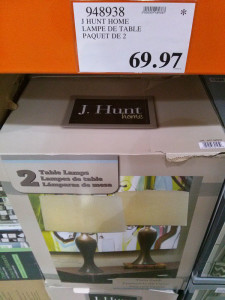 948938 *
J HUNT HOME
LAMPE DE TABLE
PAQUET DE 2
69.97
J. Hunt
home
2 Table Lamps
Lampes de table
Lámparas de mesa